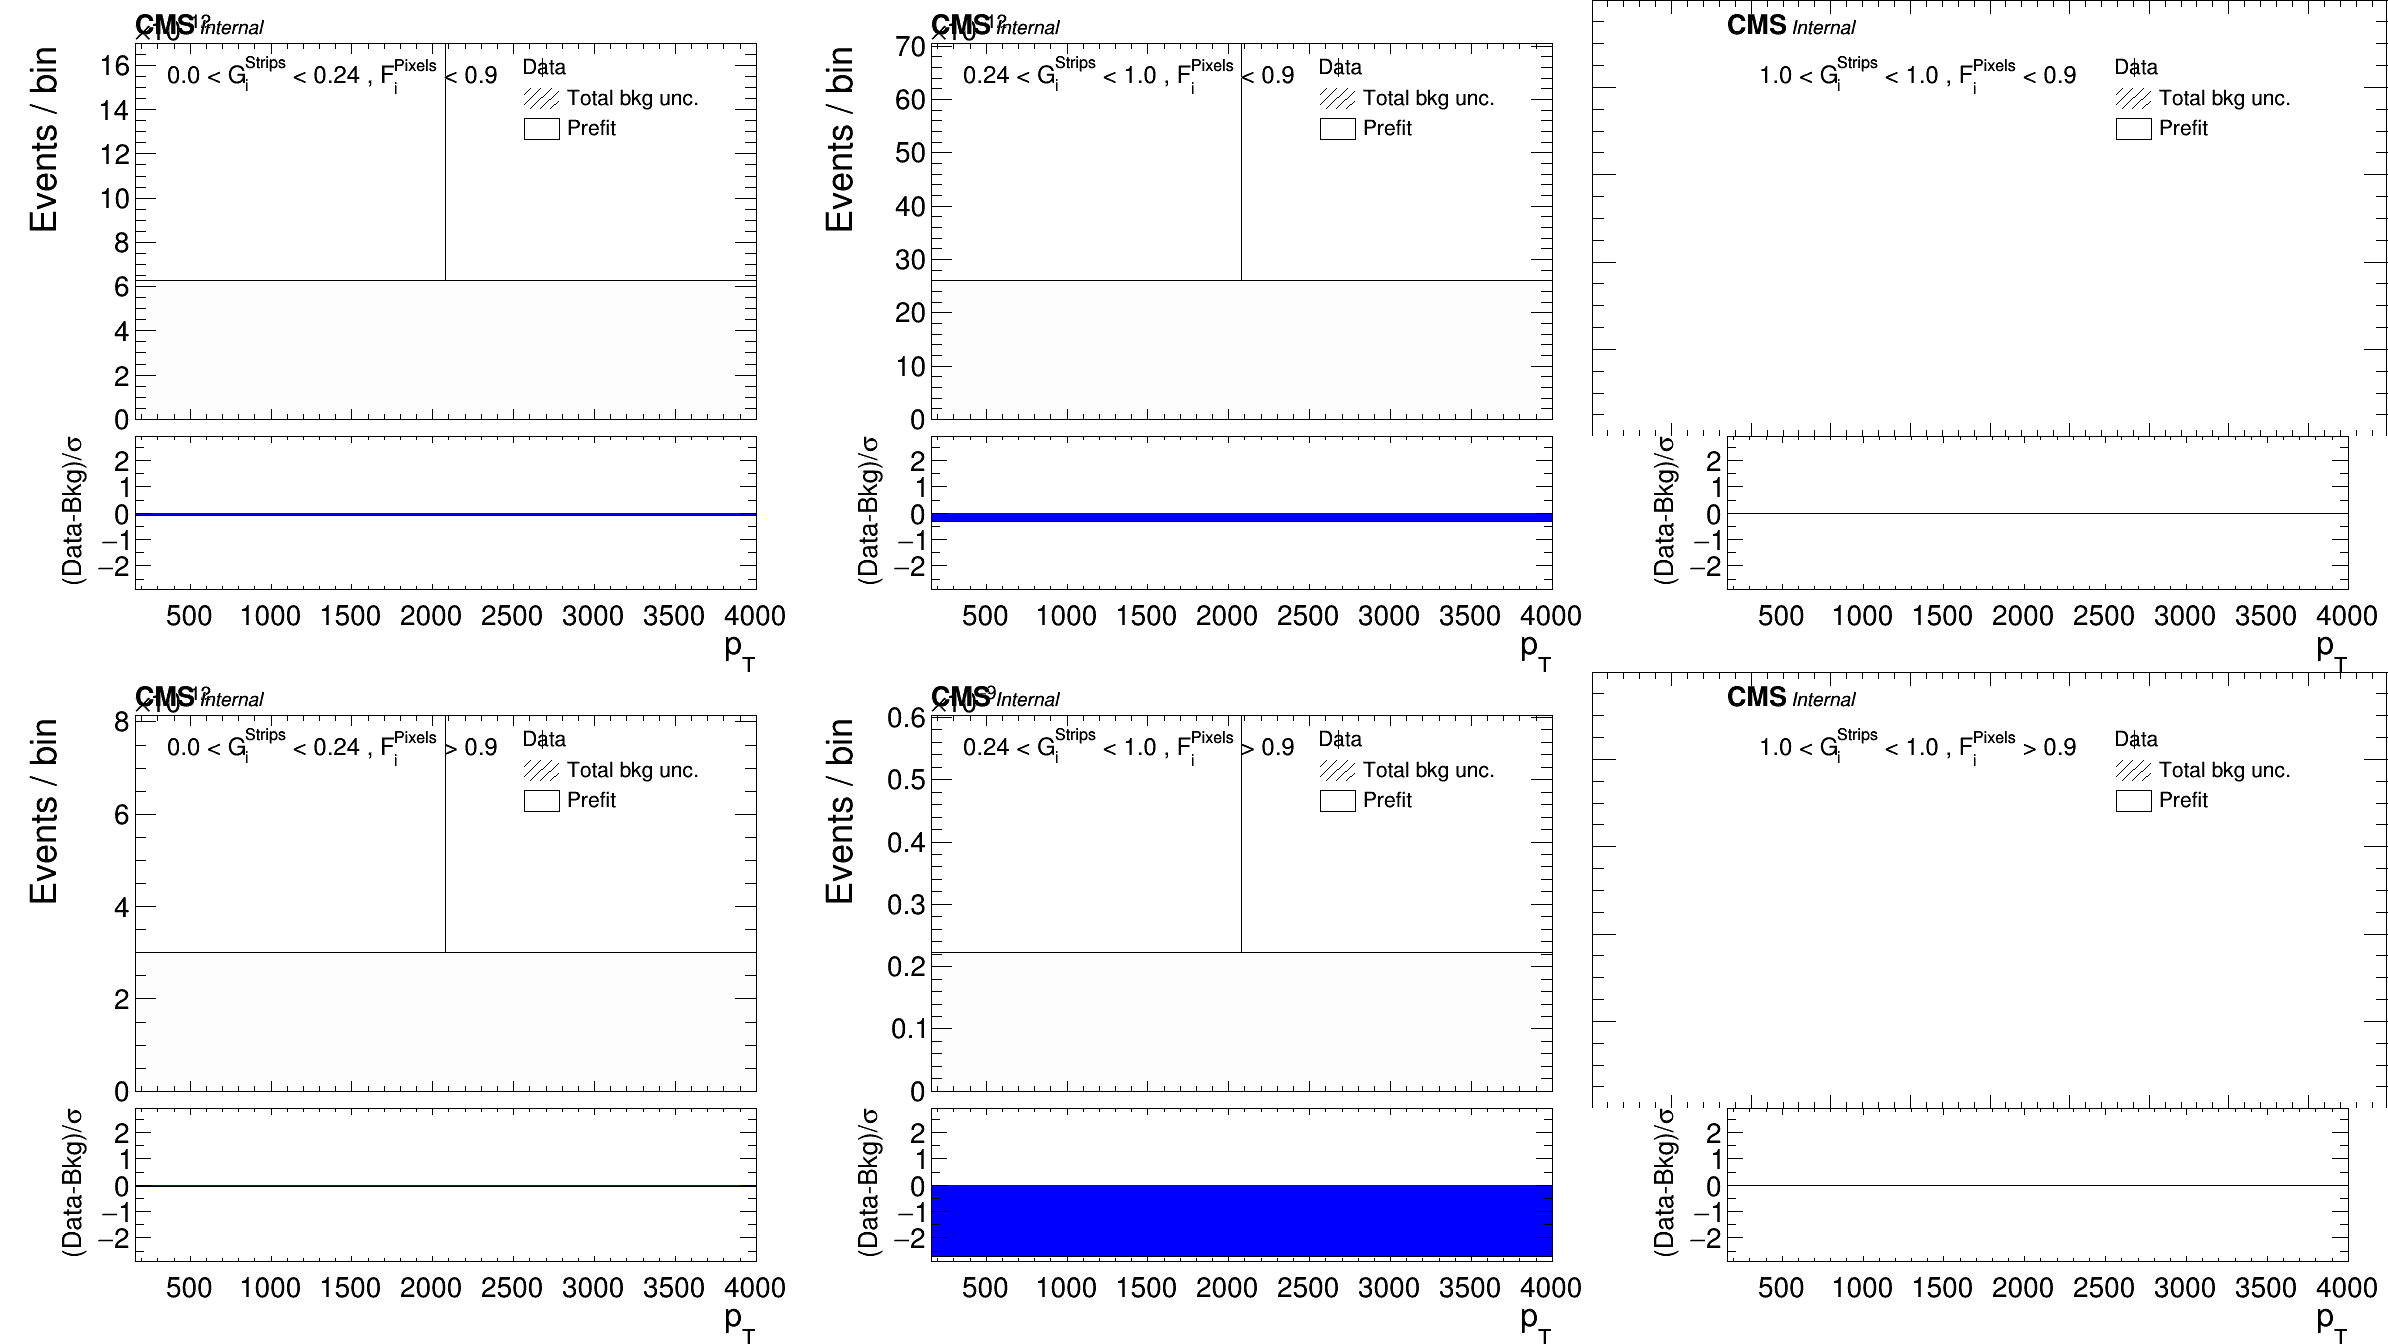 CMS Internal
Events / bin
0.0 < G_i^Strips < 0.24 , F_i^Pixels < 0.9
Data
Total bkg unc.
Prefit
16
14
12
10
8
6
4
2
0
(Data-Bkg)/σ
2
1
0
−1
−2
500 1000 1500 2000 2500 3000 3500 4000
p_T
CMS Internal
Events / bin
0.24 < G_i^Strips < 1.0 , F_i^Pixels < 0.9
Data
Total bkg unc.
Prefit
70
60
50
40
30
20
10
0
(Data-Bkg)/σ
2
1
0
−1
−2
500 1000 1500 2000 2500 3000 3500 4000
p_T
CMS Internal
1.0 < G_i^Strips < 1.0 , F_i^Pixels < 0.9
Data
Total bkg unc.
Prefit
(Data-Bkg)/σ
2
1
0
−1
−2
500 1000 1500 2000 2500 3000 3500 4000
p_T
CMS Internal
Events / bin
0.0 < G_i^Strips < 0.24 , F_i^Pixels > 0.9
Data
Total bkg unc.
Prefit
8
6
4
2
0
(Data-Bkg)/σ
2
1
0
−1
−2
500 1000 1500 2000 2500 3000 3500 4000
p_T
CMS Internal
Events / bin
0.24 < G_i^Strips < 1.0 , F_i^Pixels > 0.9
Data
Total bkg unc.
Prefit
0.6
0.5
0.4
0.3
0.2
0.1
0
(Data-Bkg)/σ
2
1
0
−1
−2
500 1000 1500 2000 2500 3000 3500 4000
p_T
CMS Internal
1.0 < G_i^Strips < 1.0 , F_i^Pixels > 0.9
Data
Total bkg unc.
Prefit
(Data-Bkg)/σ
2
1
0
−1
−2
500 1000 1500 2000 2500 3000 3500 4000
p_T